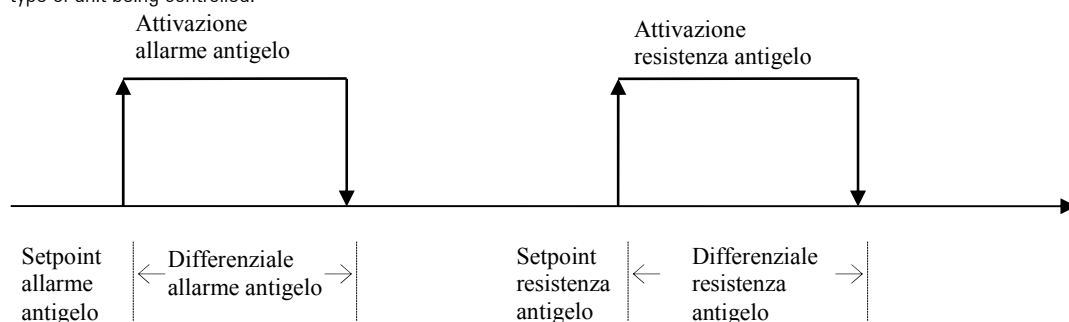 type of unit being controlled.
Attivazione
allarme antigelo
Attivazione
resistenza antigelo
Setpoint
allarme
antigelo
Differenziale
allarme antigelo
Setpoint
resistenza
antigelo
Differenziale
resistenza
antigelo